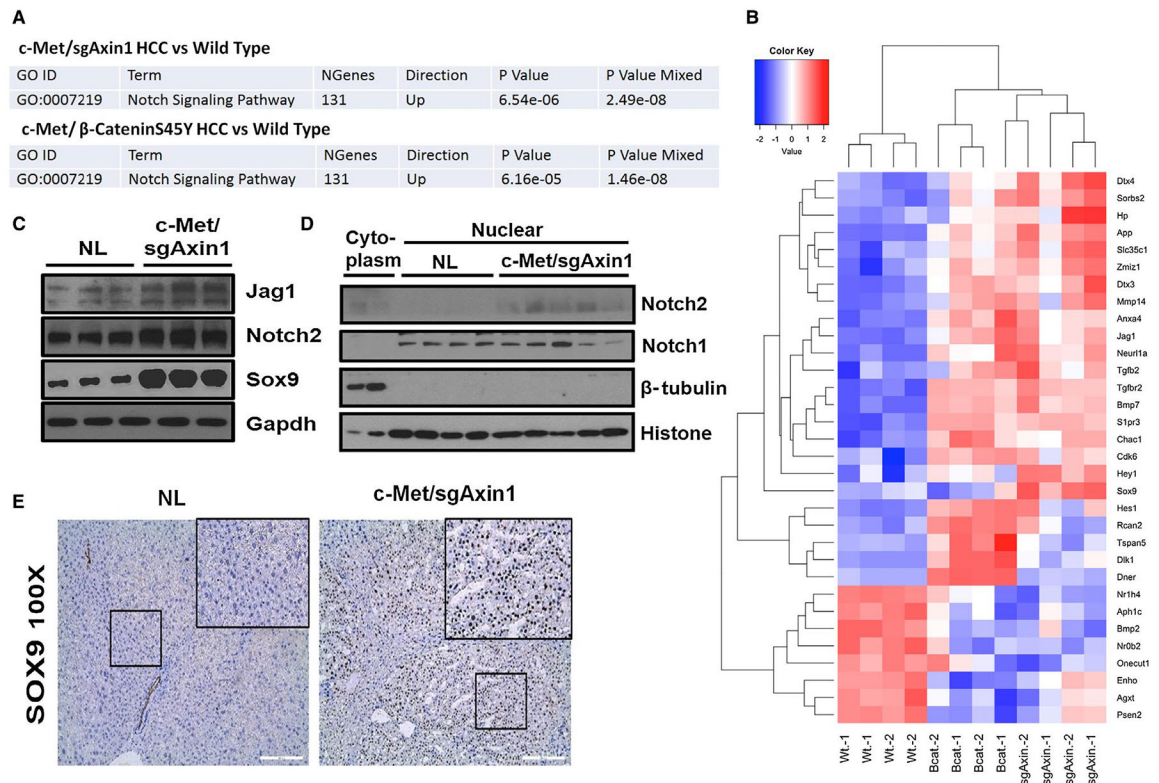 A
c-Met/sgAxin1 HCC vs Wild Type
GO ID Term NGenes Direction P Value P Value Mixed
GO:0007219 Notch Signaling Pathway 131 Up 6.54e-06 2.49e-08
c-Met/ β-CateninS45Y HCC vs Wild Type
GO ID Term NGenes Direction P Value P Value Mixed
GO:0007219 Notch Signaling Pathway 131 Up 6.16e-05 1.46e-08
B
Color Key
-2 -1 0 1 2
Value
Dtx4
Sorbs2
Hp
App
Slc35c1
Zmiz1
Dtx3
Mmp14
Anxa4
Jag1
Neurl1a
Tgfb2
Tgfbr2
Bmp7
S1pr3
Chac1
Cdk6
Hey1
Sox9
Hes1
Rcan2
Tspan5
Dlk1
Dner
Nr1h4
Aph1c
Bmp2
Nr0b2
Onecut1
Enho
Agxt
Psen2
Wt.-1
Wt.-1
Wt.-2
Wt.-2
Bcat.-2
Bcat.-1
Bcat.-2
Bcat.-1
sgAxin.-2
sgAxin.-1
sgAxin.-2
sgAxin.-1
C
NL
c-Met/
sgAxin1
Jag1
Notch2
Sox9
Gapdh
D
Cyto-
plasm
Nuclear
NL
c-Met/sgAxin1
Notch2
Notch1
β-tubulin
Histone
E
NL
c-Met/sgAxin1
SOX9 100X